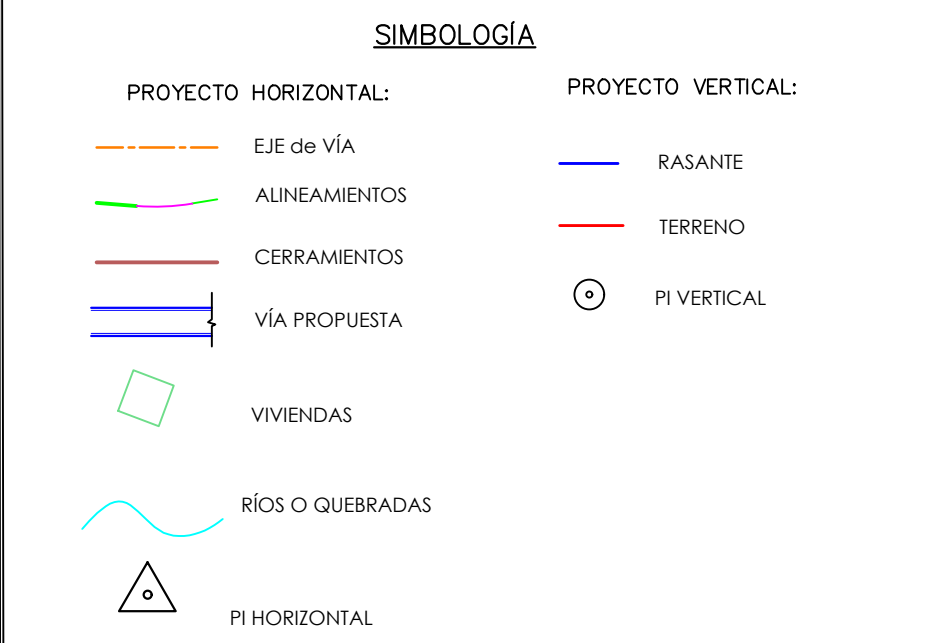 SIMBOLOGÍA
PROYECTO HORIZONTAL:
EJE de VÍA
ALINEAMIENTOS
CERRAMIENTOS
VÍA PROPUESTA
VIVIENDAS
RÍOS O QUEBRADAS
PI HORIZONTAL
PROYECTO VERTICAL:
RASANTE
TERRENO
PI VERTICAL